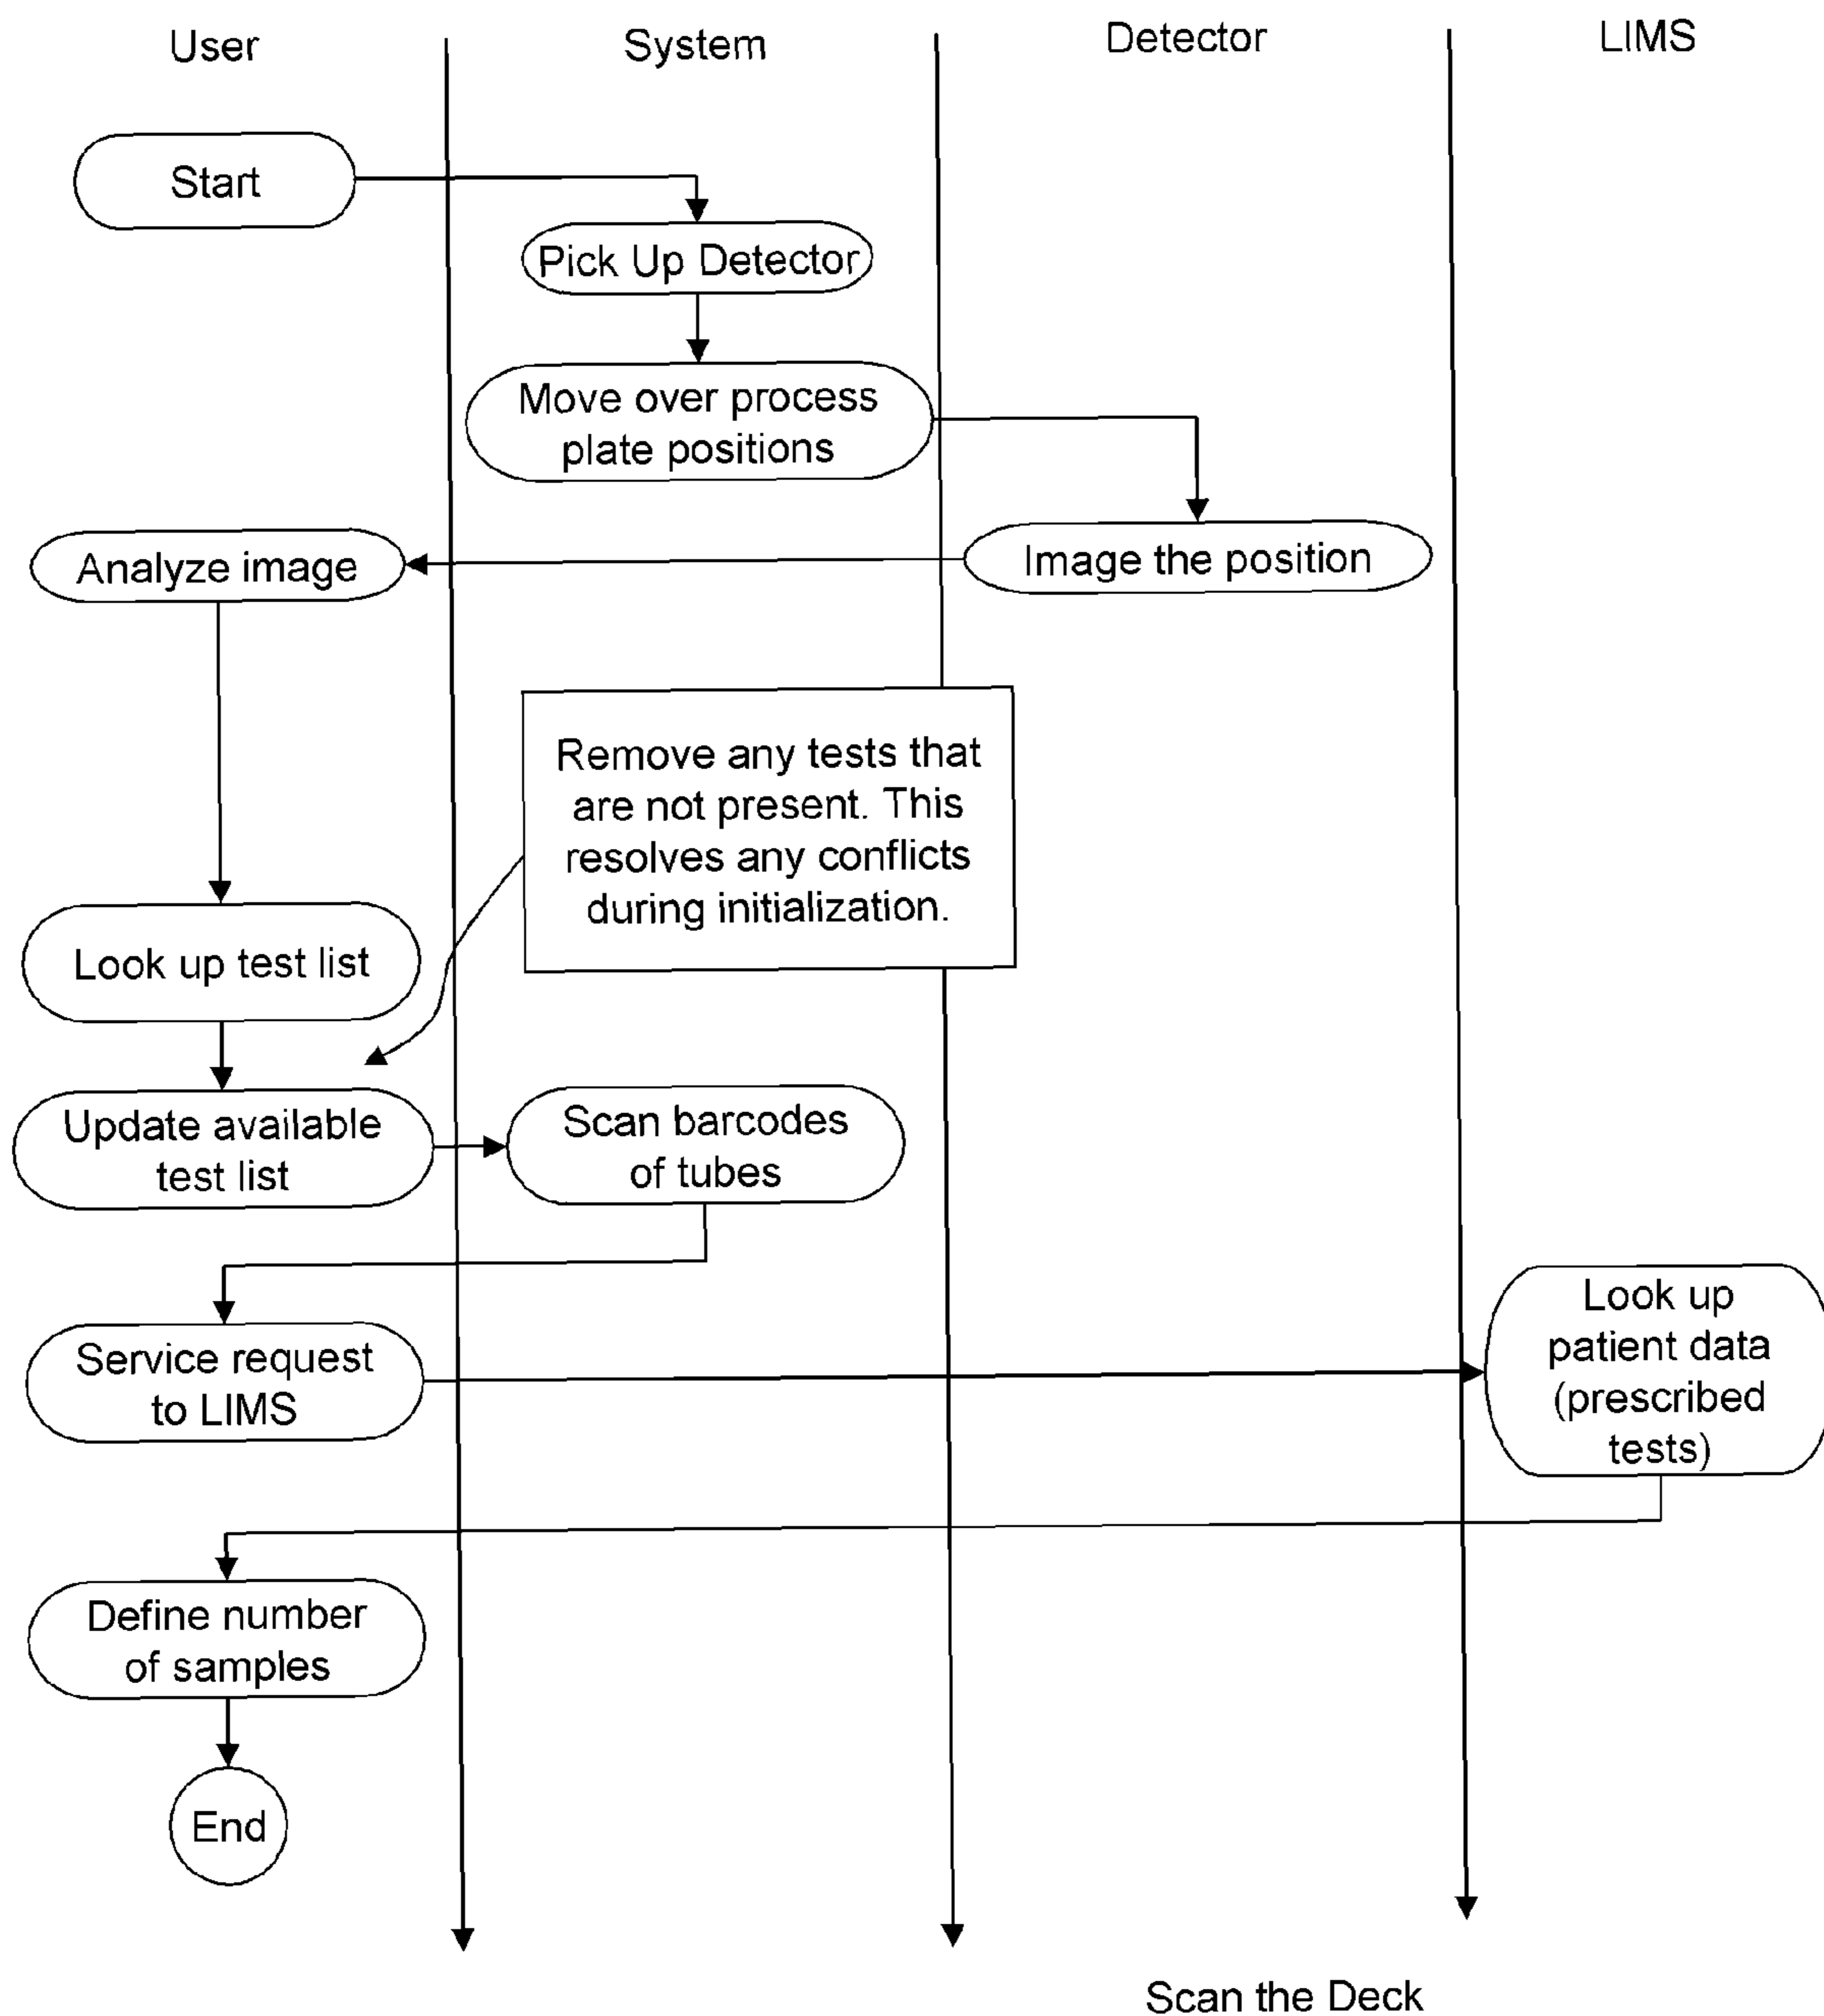 User
System
Detector
LIMS
Start
Pick Up Detector
Move over process
plate positions
Analyze image
Image the position
Remove any tests that
are not present. This
resolves any conflicts
during initialization.
Look up test list
Update available
test list
Scan barcodes
of tubes
Service request
to LIMS
Look up
patient data
(prescribed
tests)
Define number
of samples
End
Scan the Deck